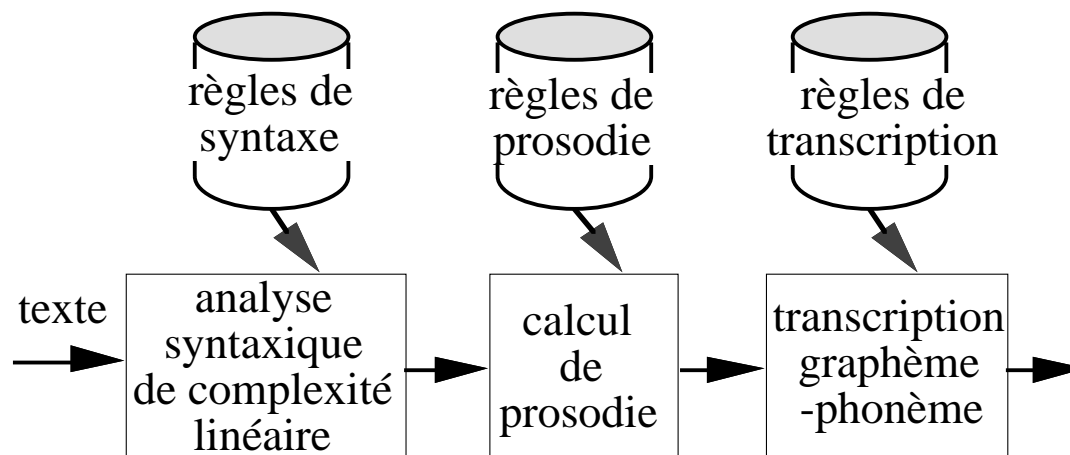 règles de
syntaxe
règles de
prosodie
règles de
transcription
texte
analyse
syntaxique
de complexité
linéaire
calcul
de
prosodie
transcription
graphème
-phonème